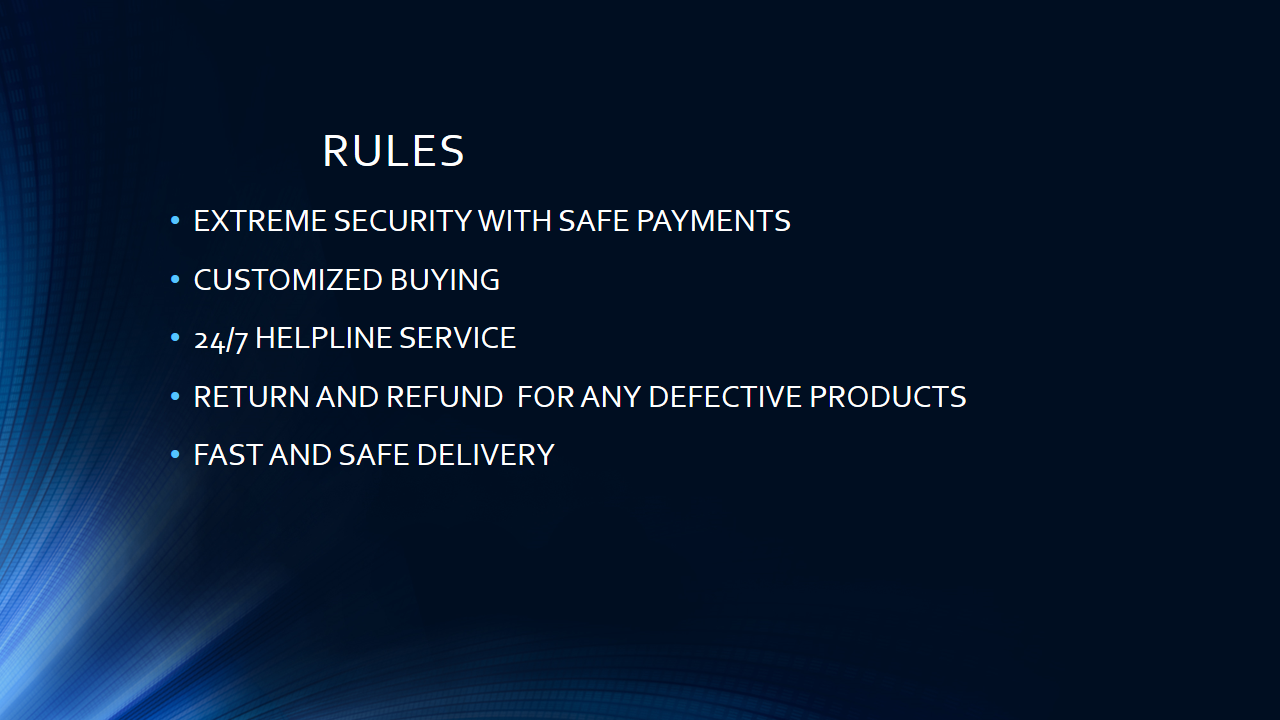 RULES
• EXTREME SECURITY WITH SAFE PAYMENTS
• CUSTOMIZED BUYING
• 24/7 HELPLINE SERVICE
• RETURN AND REFUND  FOR ANY DEFECTIVE PRODUCTS
• FAST AND SAFE DELIVERY